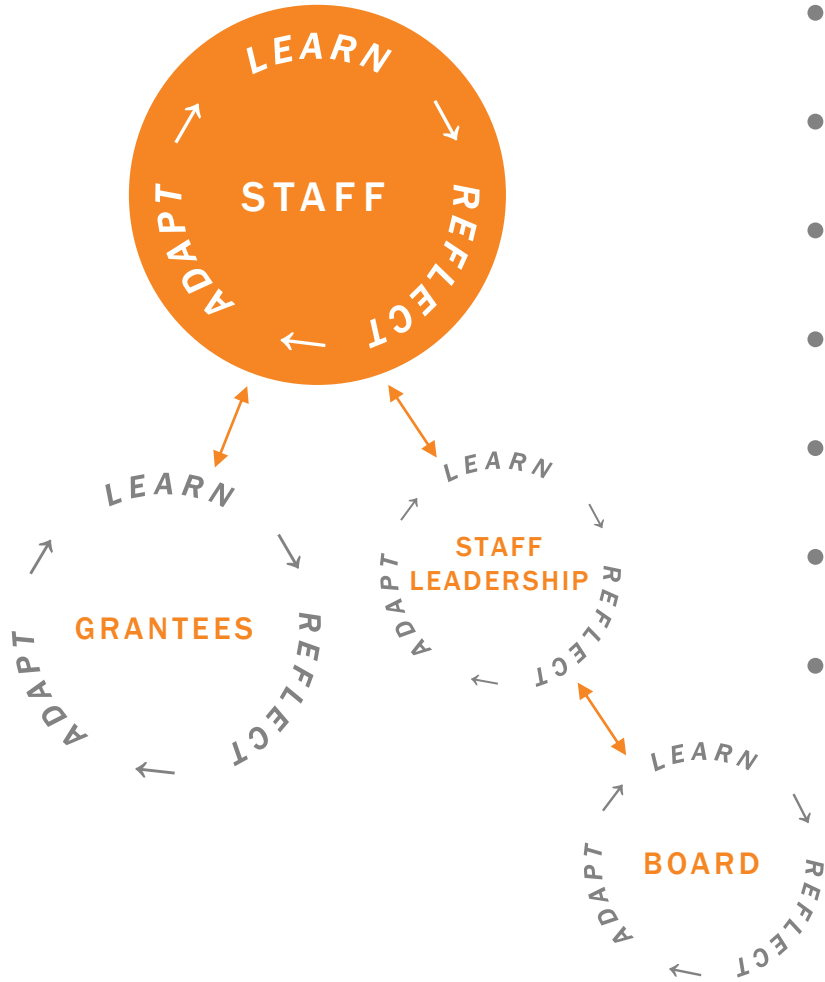 LEARN
REFLECT
ADAPT
STAFF
LEARN
REFLECT
ADAPT
GRANTEES
LEARN
REFLECT
ADAPT
STAFF
LEADERSHIP
LEARN
REFLECT
ADAPT
BOARD